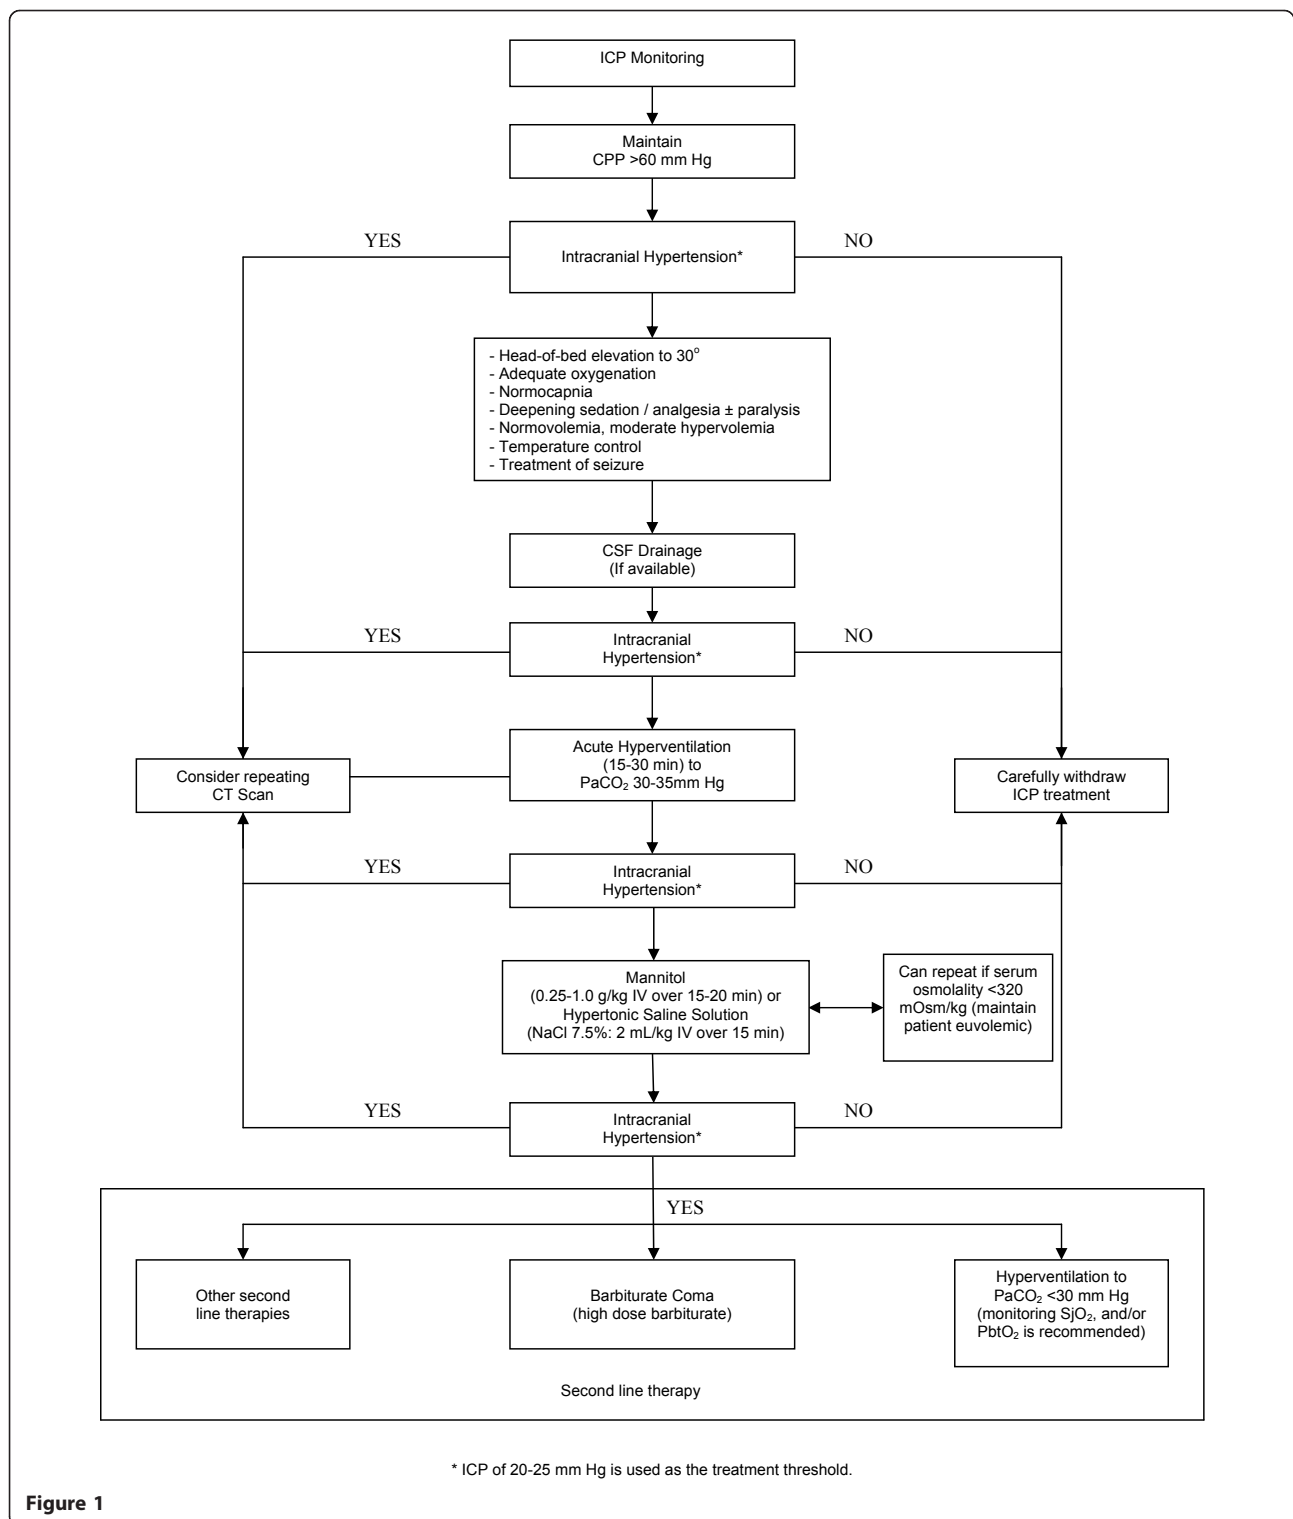 ICP Monitoring
Maintain
CPP >60 mm Hg
YES
Intracranial Hypertension*
NO
- Head-of-bed elevation to 30°
- Adequate oxygenation
- Normocapnia
- Deepening sedation / analgesia ± paralysis
- Normovolemia, moderate hypervolemia
- Temperature control
- Treatment of seizure
CSF Drainage
(If available)
YES
Intracranial
Hypertension*
NO
Consider repeating
CT Scan
Acute Hyperventilation
(15-30 min) to
PaCO₂ 30-35mm Hg
Carefully withdraw
ICP treatment
YES
Intracranial
Hypertension*
NO
Mannitol
(0.25-1.0 g/kg IV over 15-20 min) or
Hypertonic Saline Solution
(NaCl 7.5%: 2 mL/kg IV over 15 min)
Can repeat if serum
osmolality <320
mOsm/kg (maintain
patient euvolemic)
YES
Intracranial
Hypertension*
NO
YES
Other second
line therapies
Barbiturate Coma
(high dose barbiturate)
Hyperventilation to
PaCO₂ <30 mm Hg
(monitoring SjO₂, and/or
PbtO₂ is recommended)
Second line therapy
* ICP of 20-25 mm Hg is used as the treatment threshold.
Figure 1